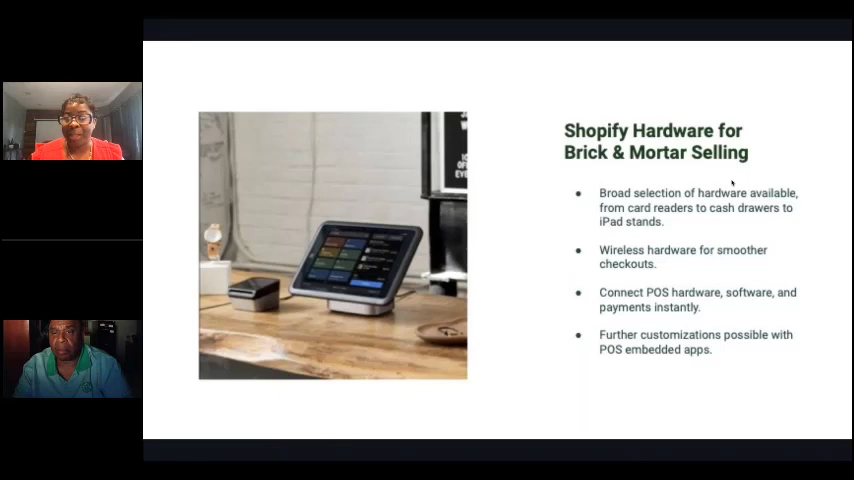 Shopify Hardware for
Brick & Mortar Selling
● Broad selection of hardware available,
from card readers to cash drawers to
iPad stands.
● Wireless hardware for smoother
checkouts.
● Connect POS hardware, software, and
payments instantly.
● Further customizations possible with
POS embedded apps.